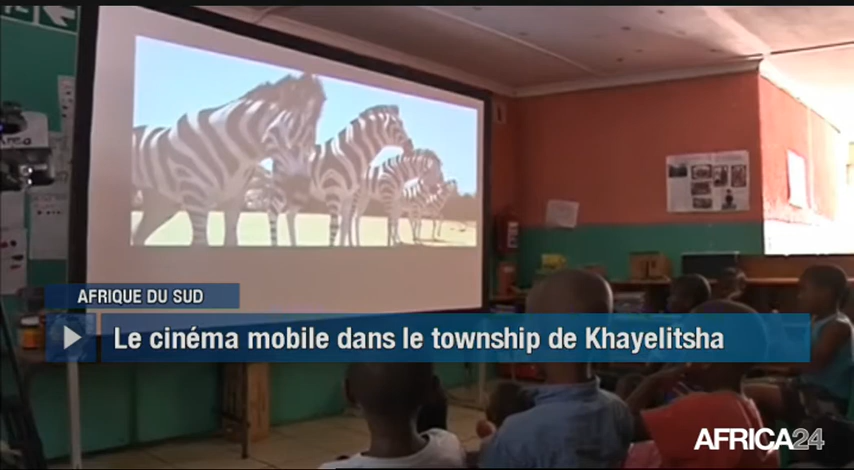 AFRIQUE DU SUD
Le cinéma mobile dans le township de Khayelitsha
AFRICA24